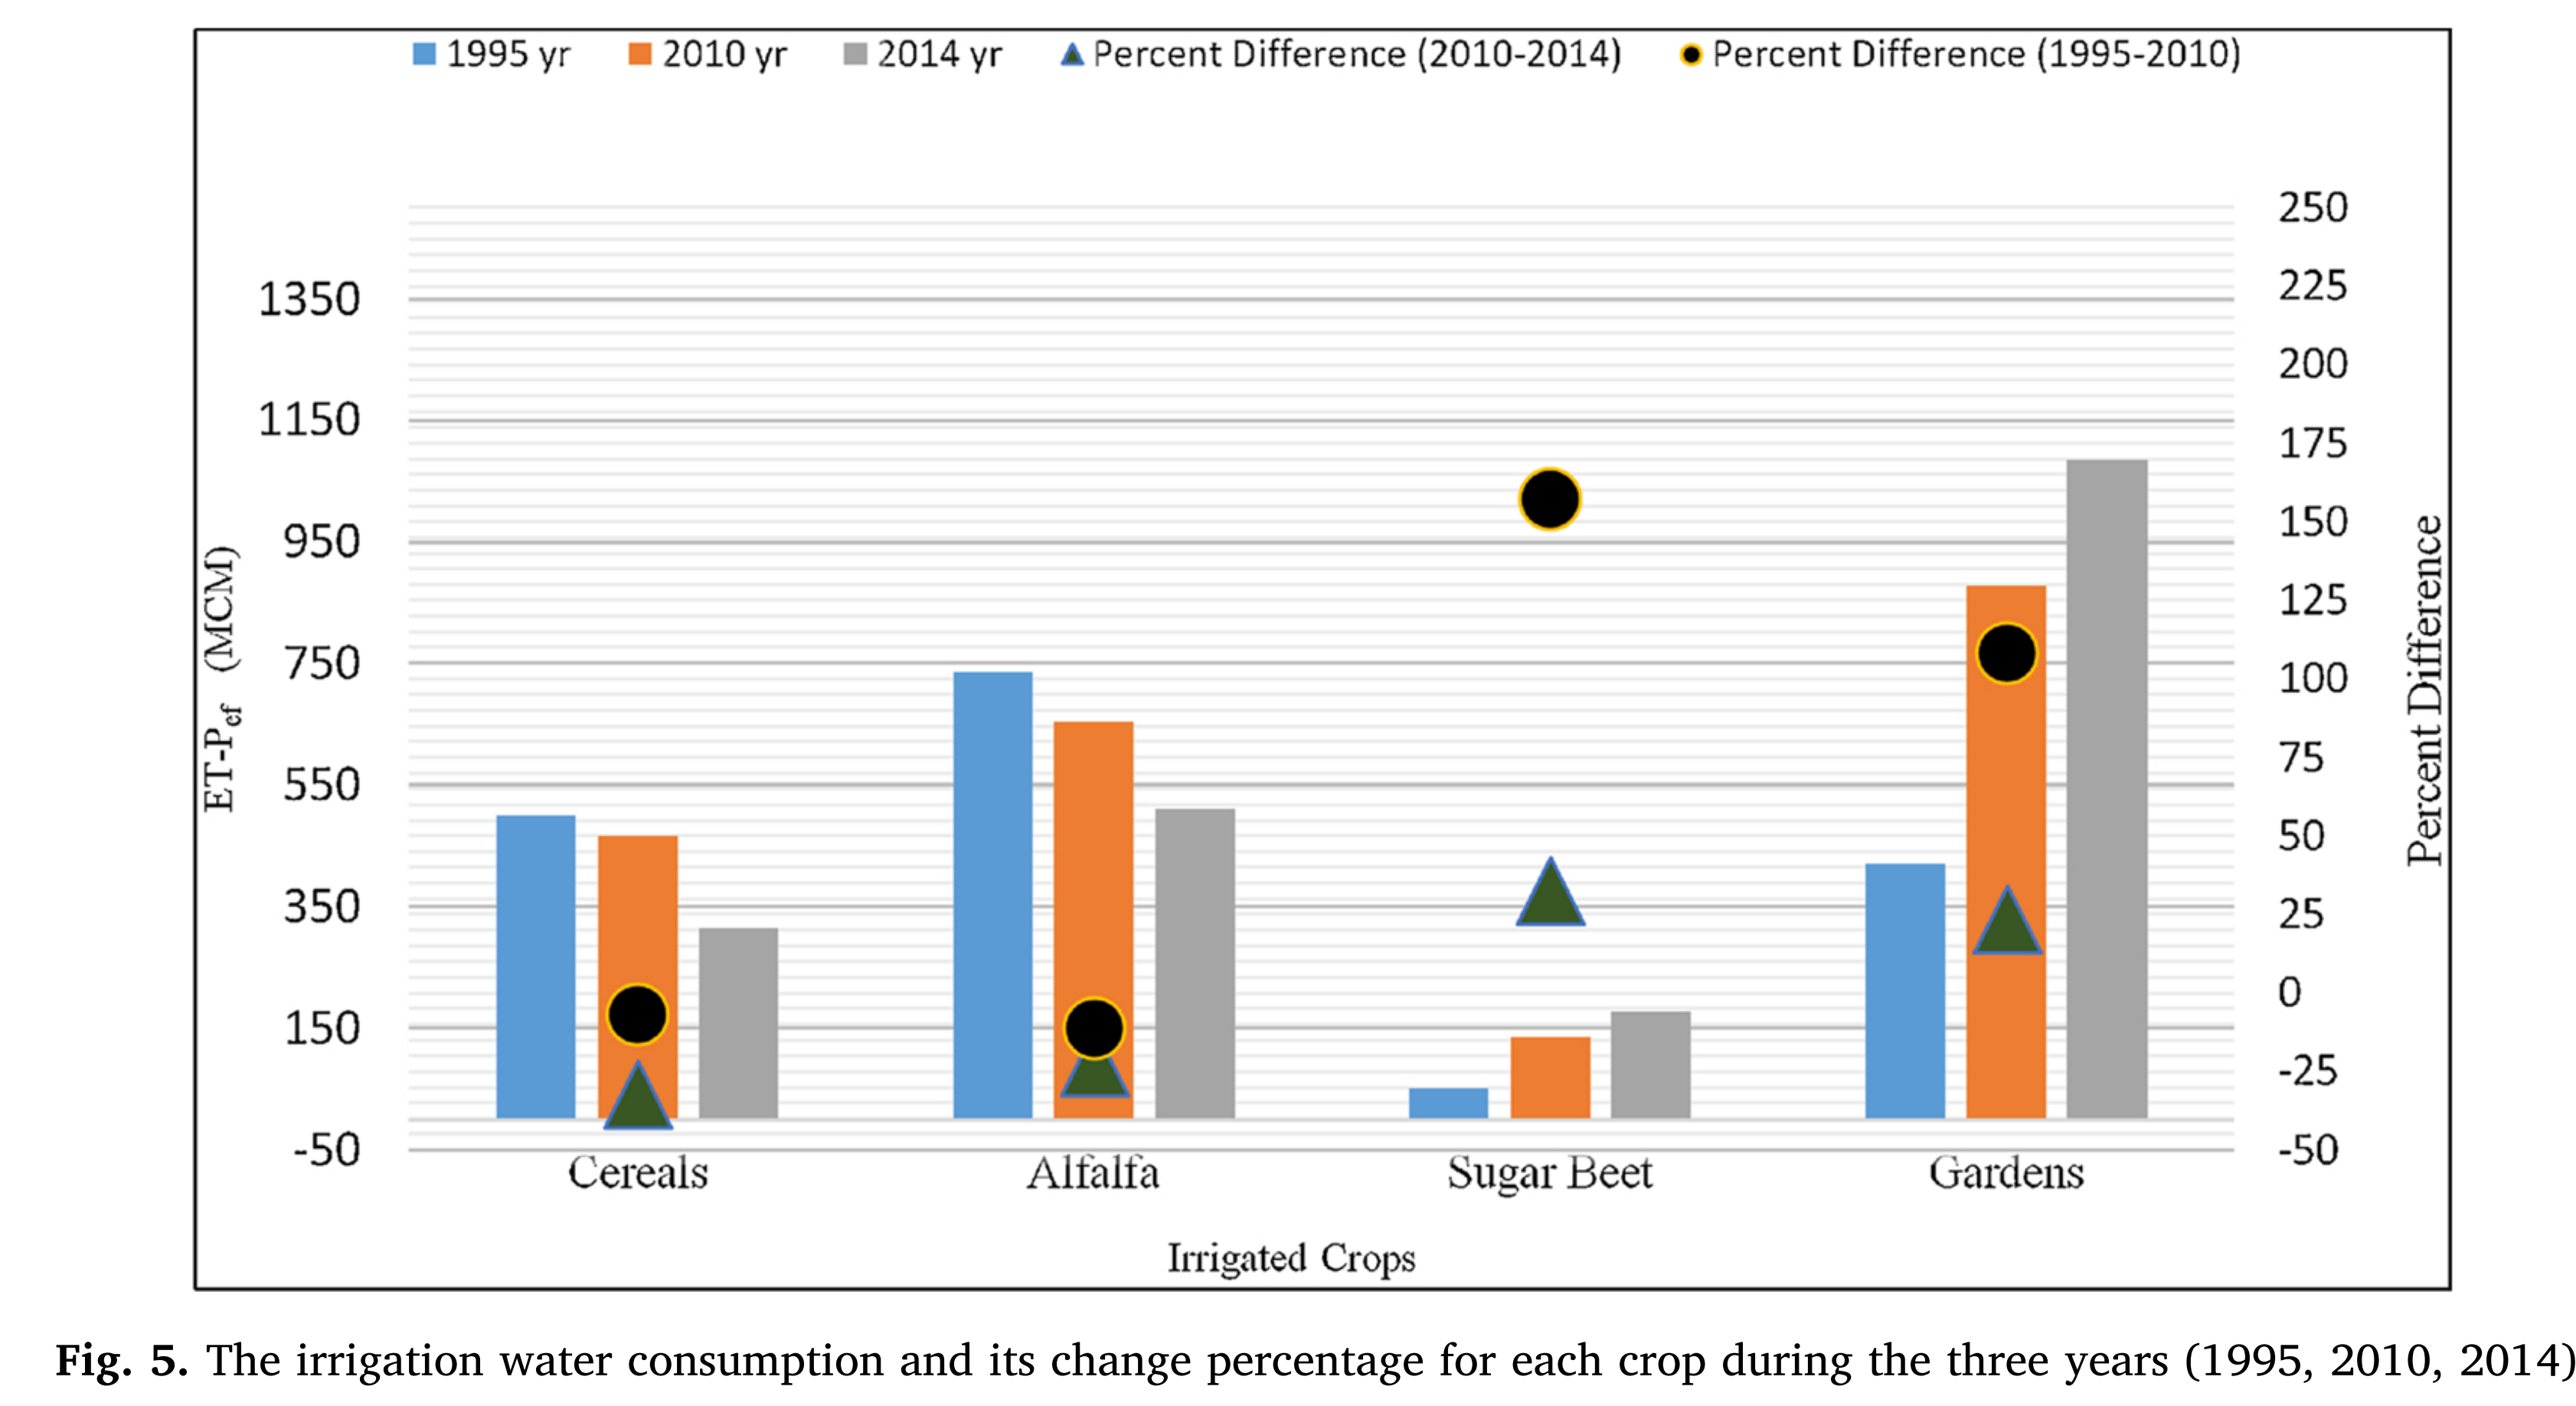 1995 yr 2010 yr 2014 yr Percent Difference (2010-2014) Percent Difference (1995-2010)
250
1350 225
200
1150 175
950 150
125
750 100
550 75
50
350 25
0
150 -25
-50 -50
ET-Pef (MCM)
Percent Difference
Cereals Alfalfa Sugar Beet Gardens
Irrigated Crops
Fig. 5. The irrigation water consumption and its change percentage for each crop during the three years (1995, 2010, 2014)